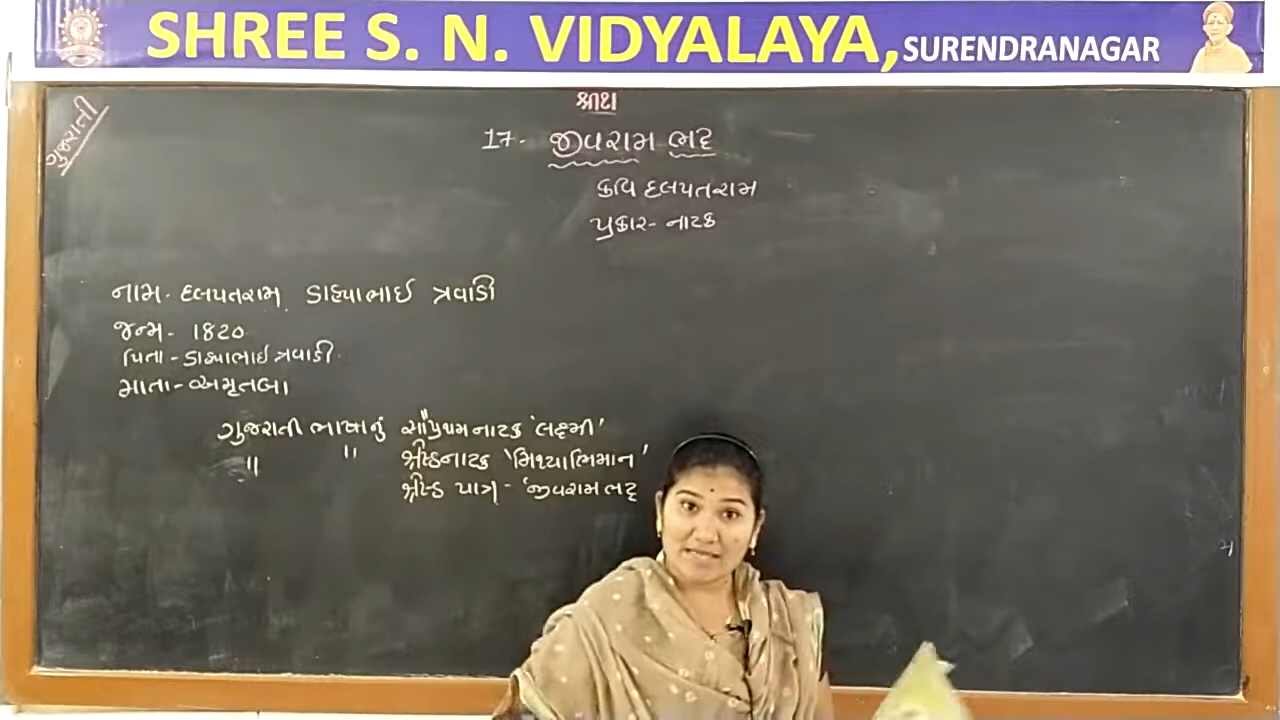 SHREE S. N. VIDYALAYA, SURENDRANAGAR
ગુજરાતી
શ્રીદા
17. જીવરામ ભટ્ટ
કવિ દલપતરામ
પ્રકાર- નાટક
નામ- દલપતરામ ડાહ્યાભાઈ ત્રવાડી
જન્મ- 1820
પિતા - ડાહ્યાભાઈ ત્રવાડી
માતા - અમૃતબા
ગુજરાતી ભાષાનું સૌપ્રથમ નાટક 'લક્ષ્મી'
" " શ્રેષ્ઠ નાટક 'મિથ્યાભિમાન'
શ્રેષ્ઠ પાત્ર - 'જીવરામ ભટ્ટ